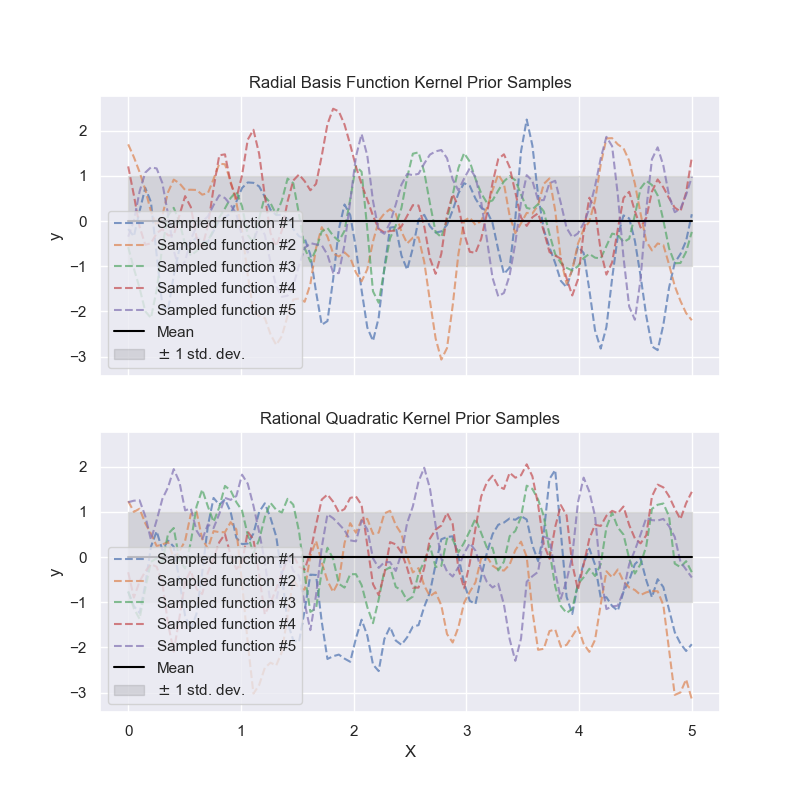 Radial Basis Function Kernel Prior Samples
2
1
0
−1
−2
−3
y
Sampled function #1
Sampled function #2
Sampled function #3
Sampled function #4
Sampled function #5
Mean
± 1 std. dev.
Rational Quadratic Kernel Prior Samples
2
1
0
−1
−2
−3
y
Sampled function #1
Sampled function #2
Sampled function #3
Sampled function #4
Sampled function #5
Mean
± 1 std. dev.
0 1 2 3 4 5
X